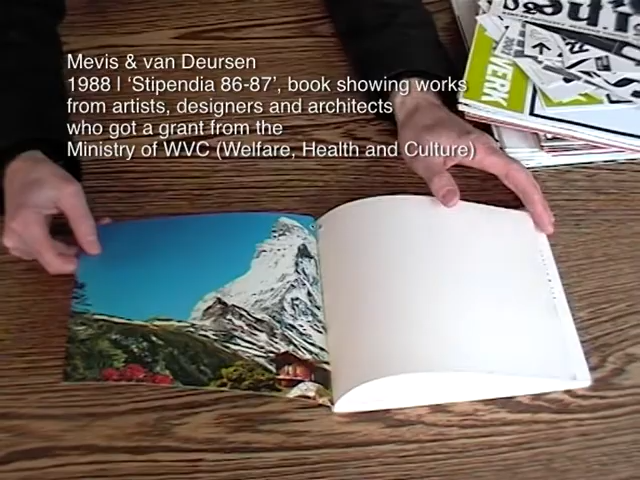 Mevis & van Deursen
1988 | ‘Stipendia 86-87’, book showing works
from artists, designers and architects
who got a grant from the
Ministry of WVC (Welfare, Health and Culture)
WERK